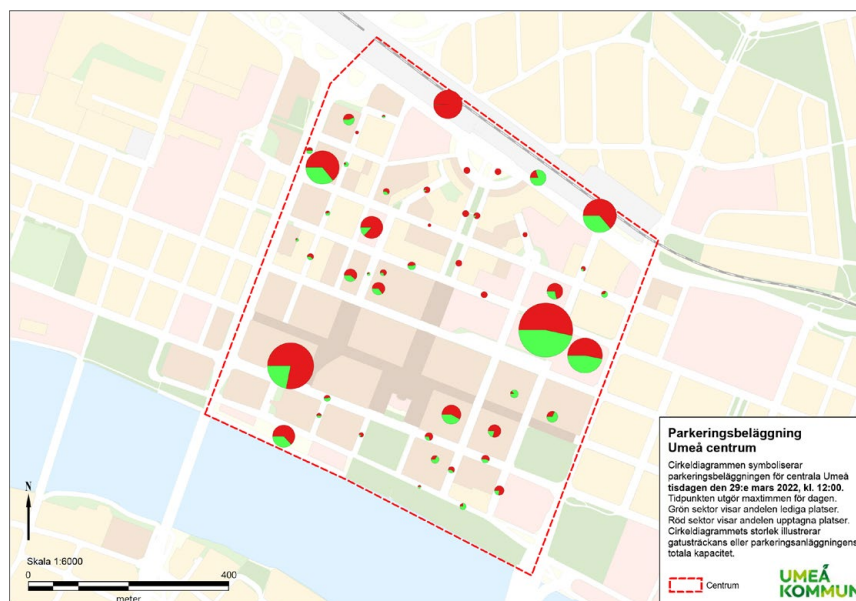 Parkeringsbeläggning
Umeå centrum
Cirkeldiagrammen symboliserar
parkeringsbeläggningen för centrala Umeå
tisdagen den 29:e mars 2022, kl. 12:00.
Tidpunkten utgör maxtimmen för dagen.
Grön sektor visar andelen lediga platser.
Röd sektor visar andelen upptagna platser.
Cirkeldiagrammets storlek illustrerar
gatusträckans eller parkeringsanläggningens
totala kapacitet.
Centrum
UMEÅ
KOMMUN
N
Skala 1:6000
0 400
meter